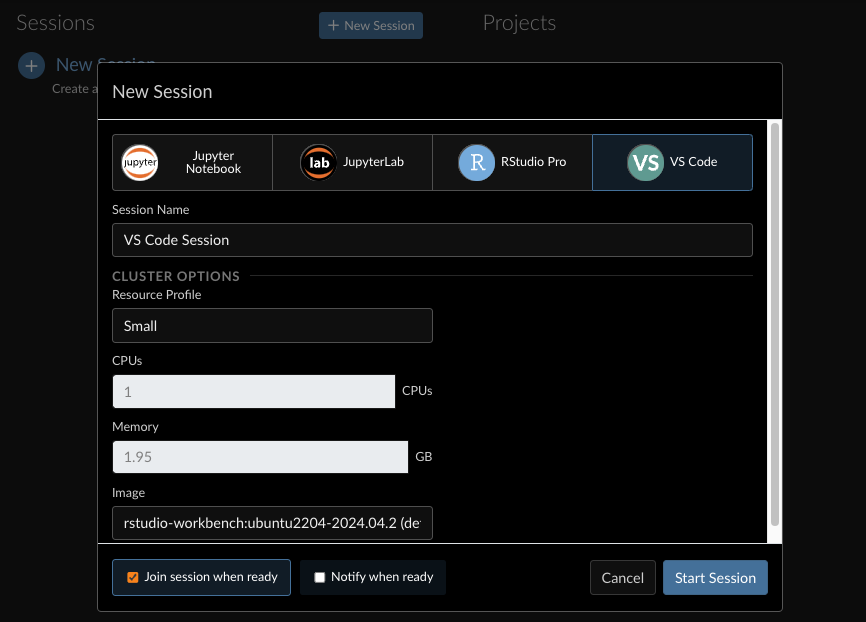 Sessions
+ New Session
Projects
New Session
Create a
New Session
jupyter
Jupyter
Notebook
lab
JupyterLab
R
RStudio Pro
VS
VS Code
Session Name
VS Code Session
CLUSTER OPTIONS
Resource Profile
Small
CPUs
1
CPUs
Memory
1.95
GB
Image
rstudio-workbench:ubuntu2204-2024.04.2 (de
Join session when ready
Notify when ready
Cancel
Start Session